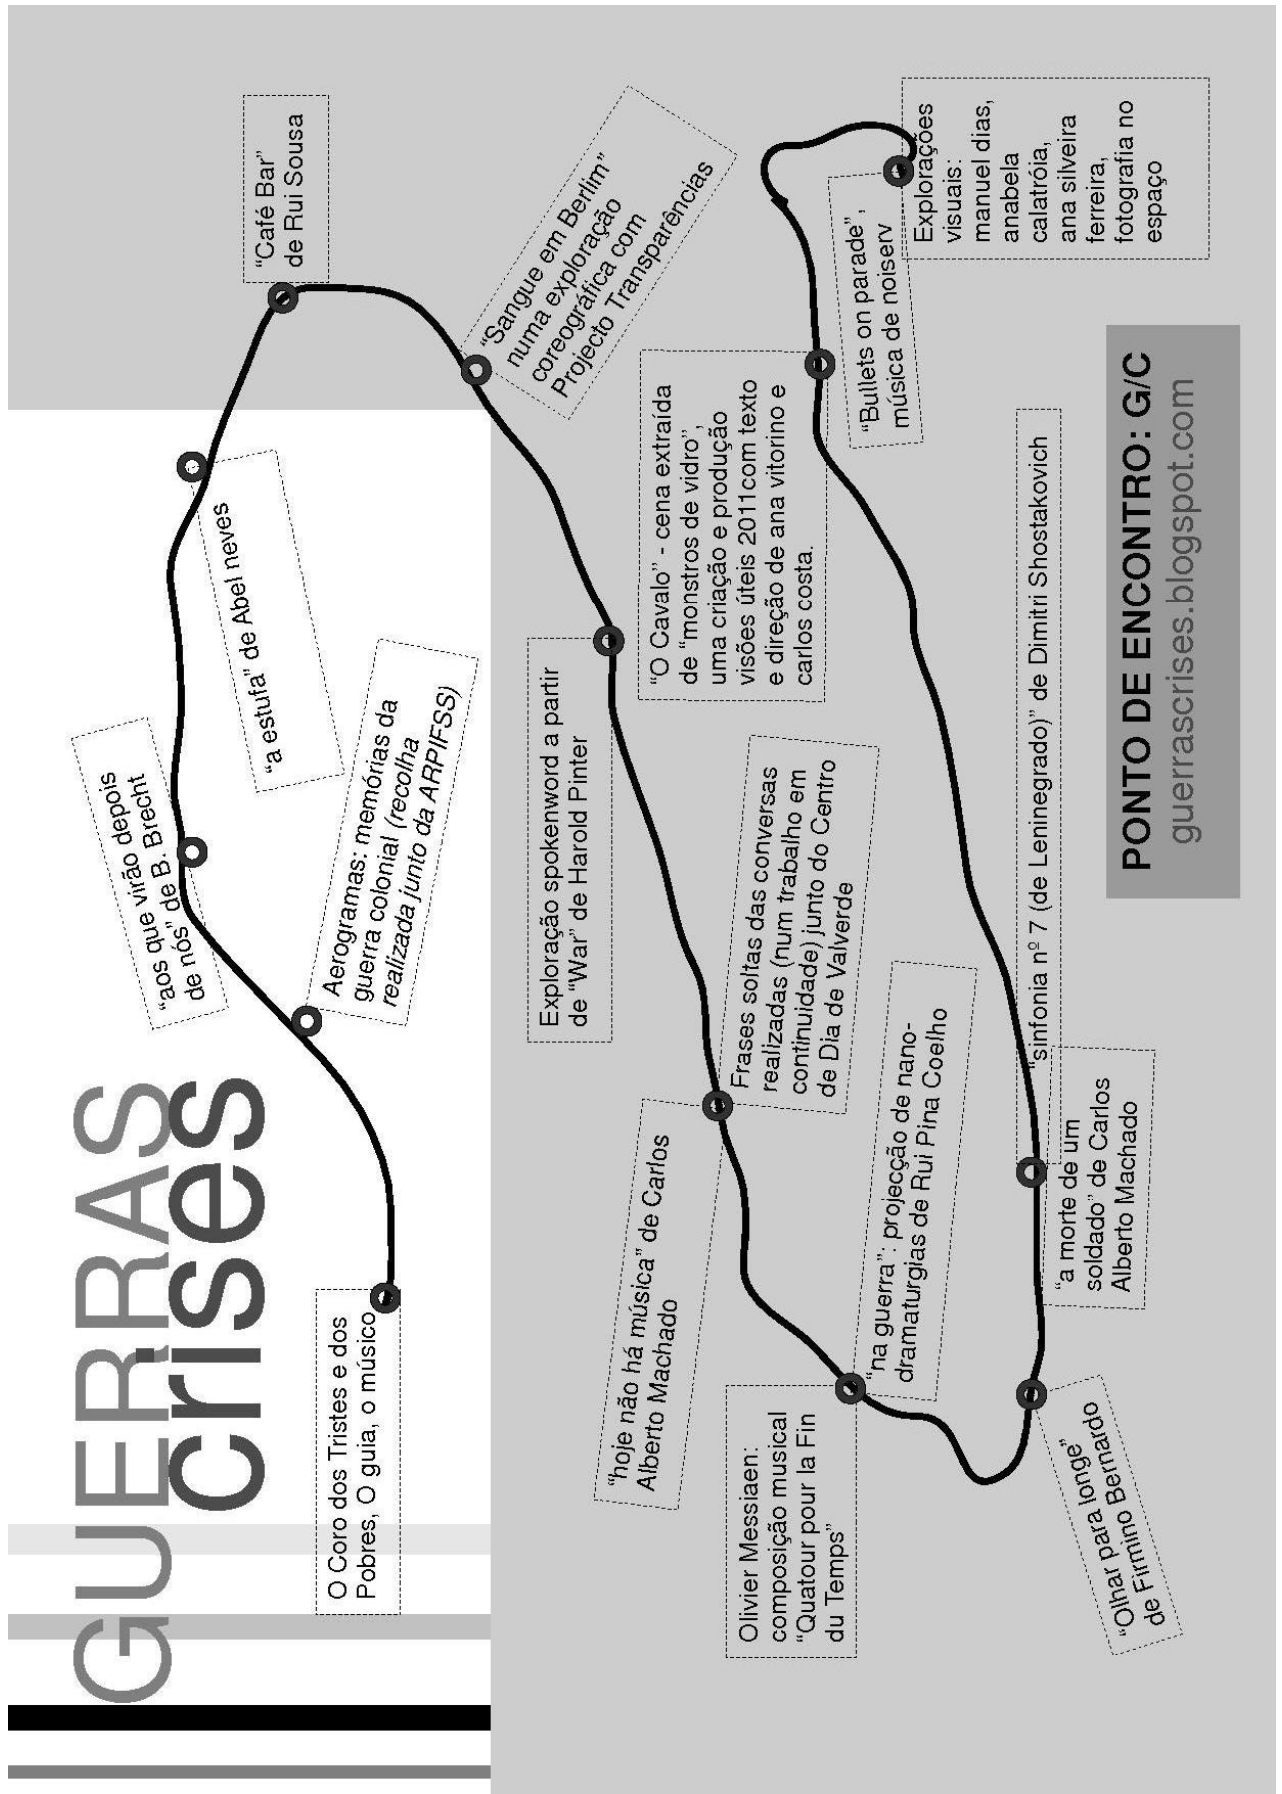 GUERRAS
crises
O Coro dos Tristes e dos
Pobres, O guia, o músico
Aerogramas: memórias da
guerra colonial (recolha
realizada junto da ARPIFSS)
“aos que virão depois
de nós” de B. Brecht
“a estufa” de Abel neves
“Café Bar”
de Rui Sousa
“Sangue em Berlim”
numa exploração
coreográfica com
Projecto Transparências
Exploração spokenword a partir
de “War” de Harold Pinter
Frases soltas das conversas
realizadas (num trabalho em
continuidade) junto do Centro
de Dia de Valverde
“hoje não há música” de Carlos
Alberto Machado
Olivier Messiaen:
composição musical
“Quatour pour la Fin
du Temps”
“na guerra”: projecção de nano-
dramaturgias de Rui Pina Coelho
“Olhar para longe”
de Firmino Bernardo
“a morte de um
soldado” de Carlos
Alberto Machado
“sinfonia nº 7 (de Leninegrado)” de Dimitri Shostakovich
“O Cavalo” - cena extraída
de “monstros de vidro”,
uma criação e produção
visões úteis 2011com texto
e direção de ana vitorino e
carlos costa.
“Bullets on parade”,
música de noiserv
Explorações
visuais:
manuel dias,
anabela
calatróia,
ana silveira
ferreira,
fotografia no
espaço
PONTO DE ENCONTRO: G/C
guerrascrises.blogspot.com